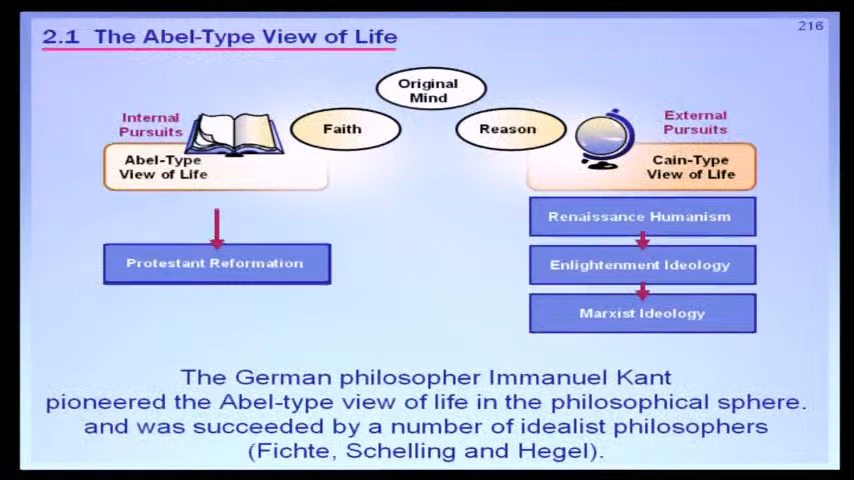 216
2.1 The Abel-Type View of Life
Original
Mind
Internal
Pursuits
Faith
Reason
External
Pursuits
Abel-Type
View of Life
Cain-Type
View of Life
Renaissance Humanism
Protestant Reformation
Enlightenment Ideology
Marxist Ideology
The German philosopher Immanuel Kant
pioneered the Abel-type view of life in the philosophical sphere.
and was succeeded by a number of idealist philosophers
(Fichte, Schelling and Hegel).